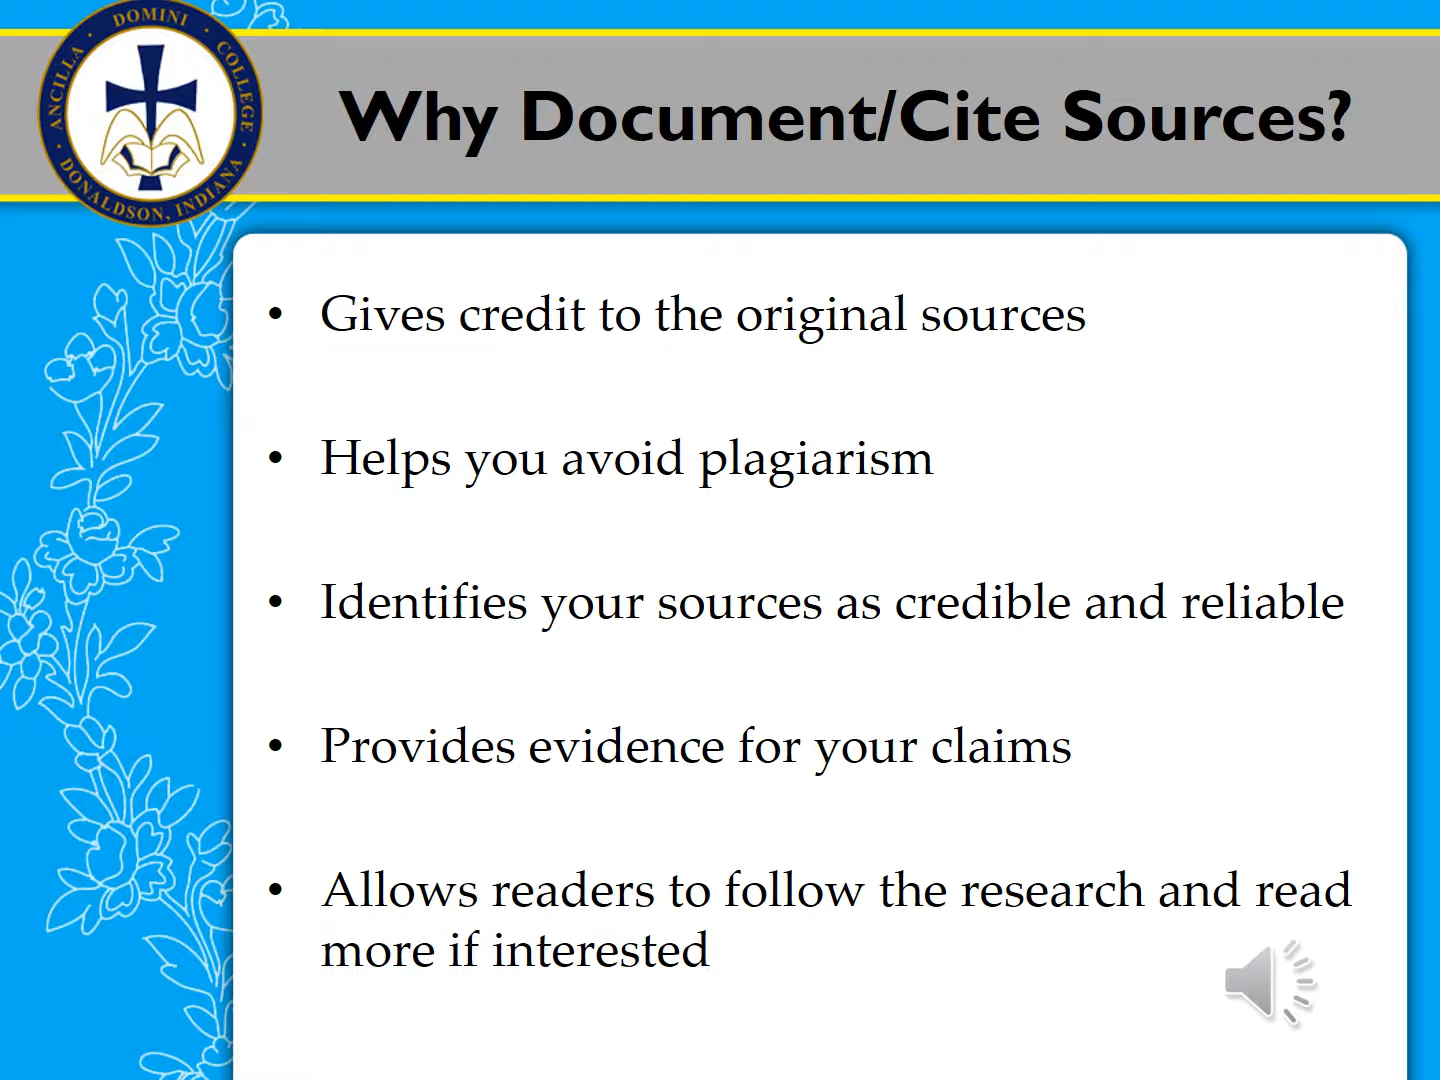 ANCILLA · DOMINI · COLLEGE ·
· DONALDSON, INDIANA
Why Document/Cite Sources?
• Gives credit to the original sources
• Helps you avoid plagiarism
• Identifies your sources as credible and reliable
• Provides evidence for your claims
• Allows readers to follow the research and read
more if interested